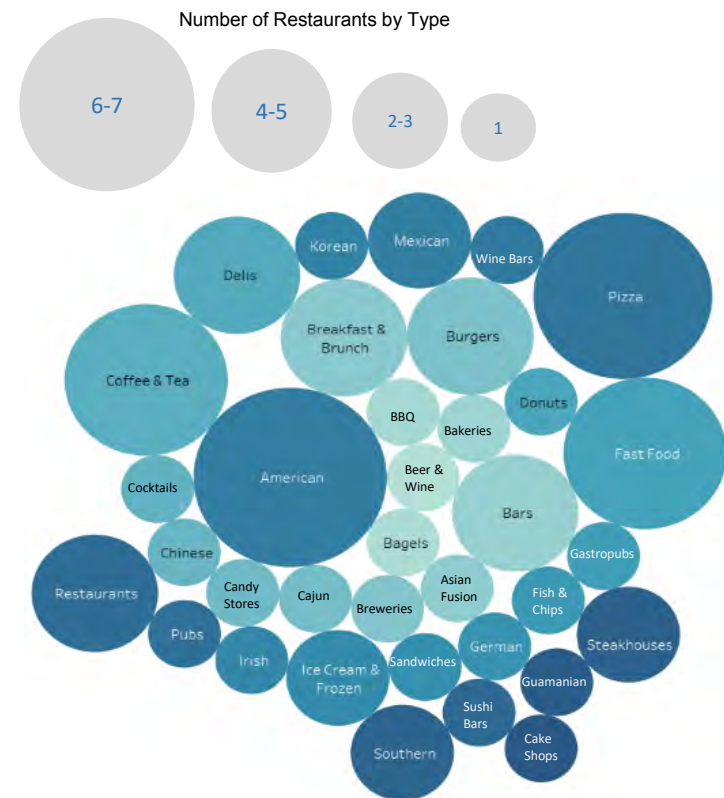 Number of Restaurants by Type
6-7
4-5
2-3
1
Korean
Mexican
Wine Bars
Delis
Pizza
Breakfast &
Brunch
Burgers
Coffee & Tea
Donuts
BBQ
Bakeries
Fast Food
American
Beer &
Wine
Cocktails
Bars
Bagels
Chinese
Gastropubs
Restaurants
Candy
Stores
Cajun
Breweries
Asian
Fusion
Fish &
Chips
Pubs
Irish
Ice Cream &
Frozen
Sandwiches
German
Steakhouses
Guamanian
Sushi
Bars
Southern
Cake
Shops